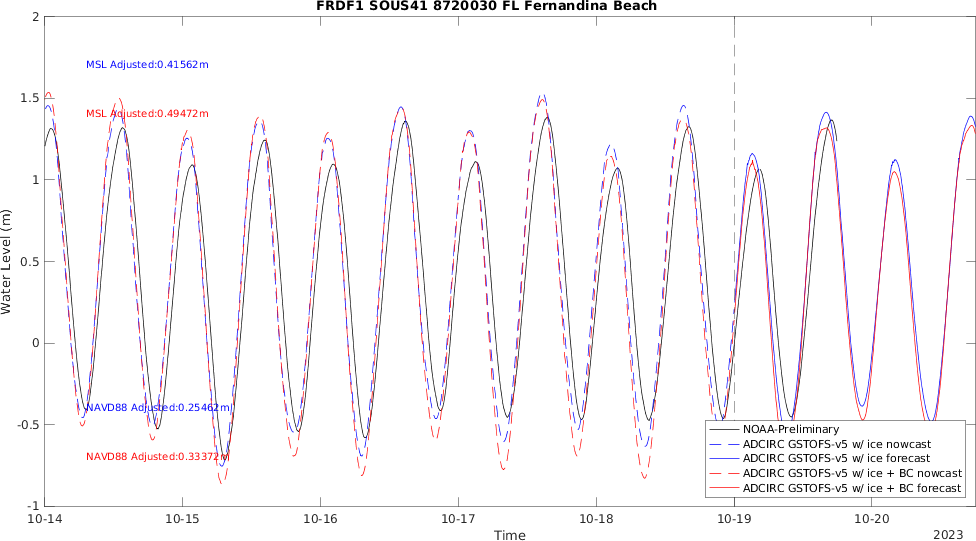 FRDF1 SOUS41 8720030 FL Fernandina Beach
2
MSL Adjusted:0.41562m
1.5
MSL Adjusted:0.49472m
1
Water Level (m)
0.5
0
NAVD88 Adjusted:0.25462m
-0.5
NAVD88 Adjusted:0.33372m
-1
NOAA-Preliminary
ADCIRC GSTOFS-v5 w/ ice nowcast
ADCIRC GSTOFS-v5 w/ ice forecast
ADCIRC GSTOFS-v5 w/ ice + BC nowcast
ADCIRC GSTOFS-v5 w/ ice + BC forecast
10-14 10-15 10-16 10-17 10-18 10-19 10-20
Time
2023